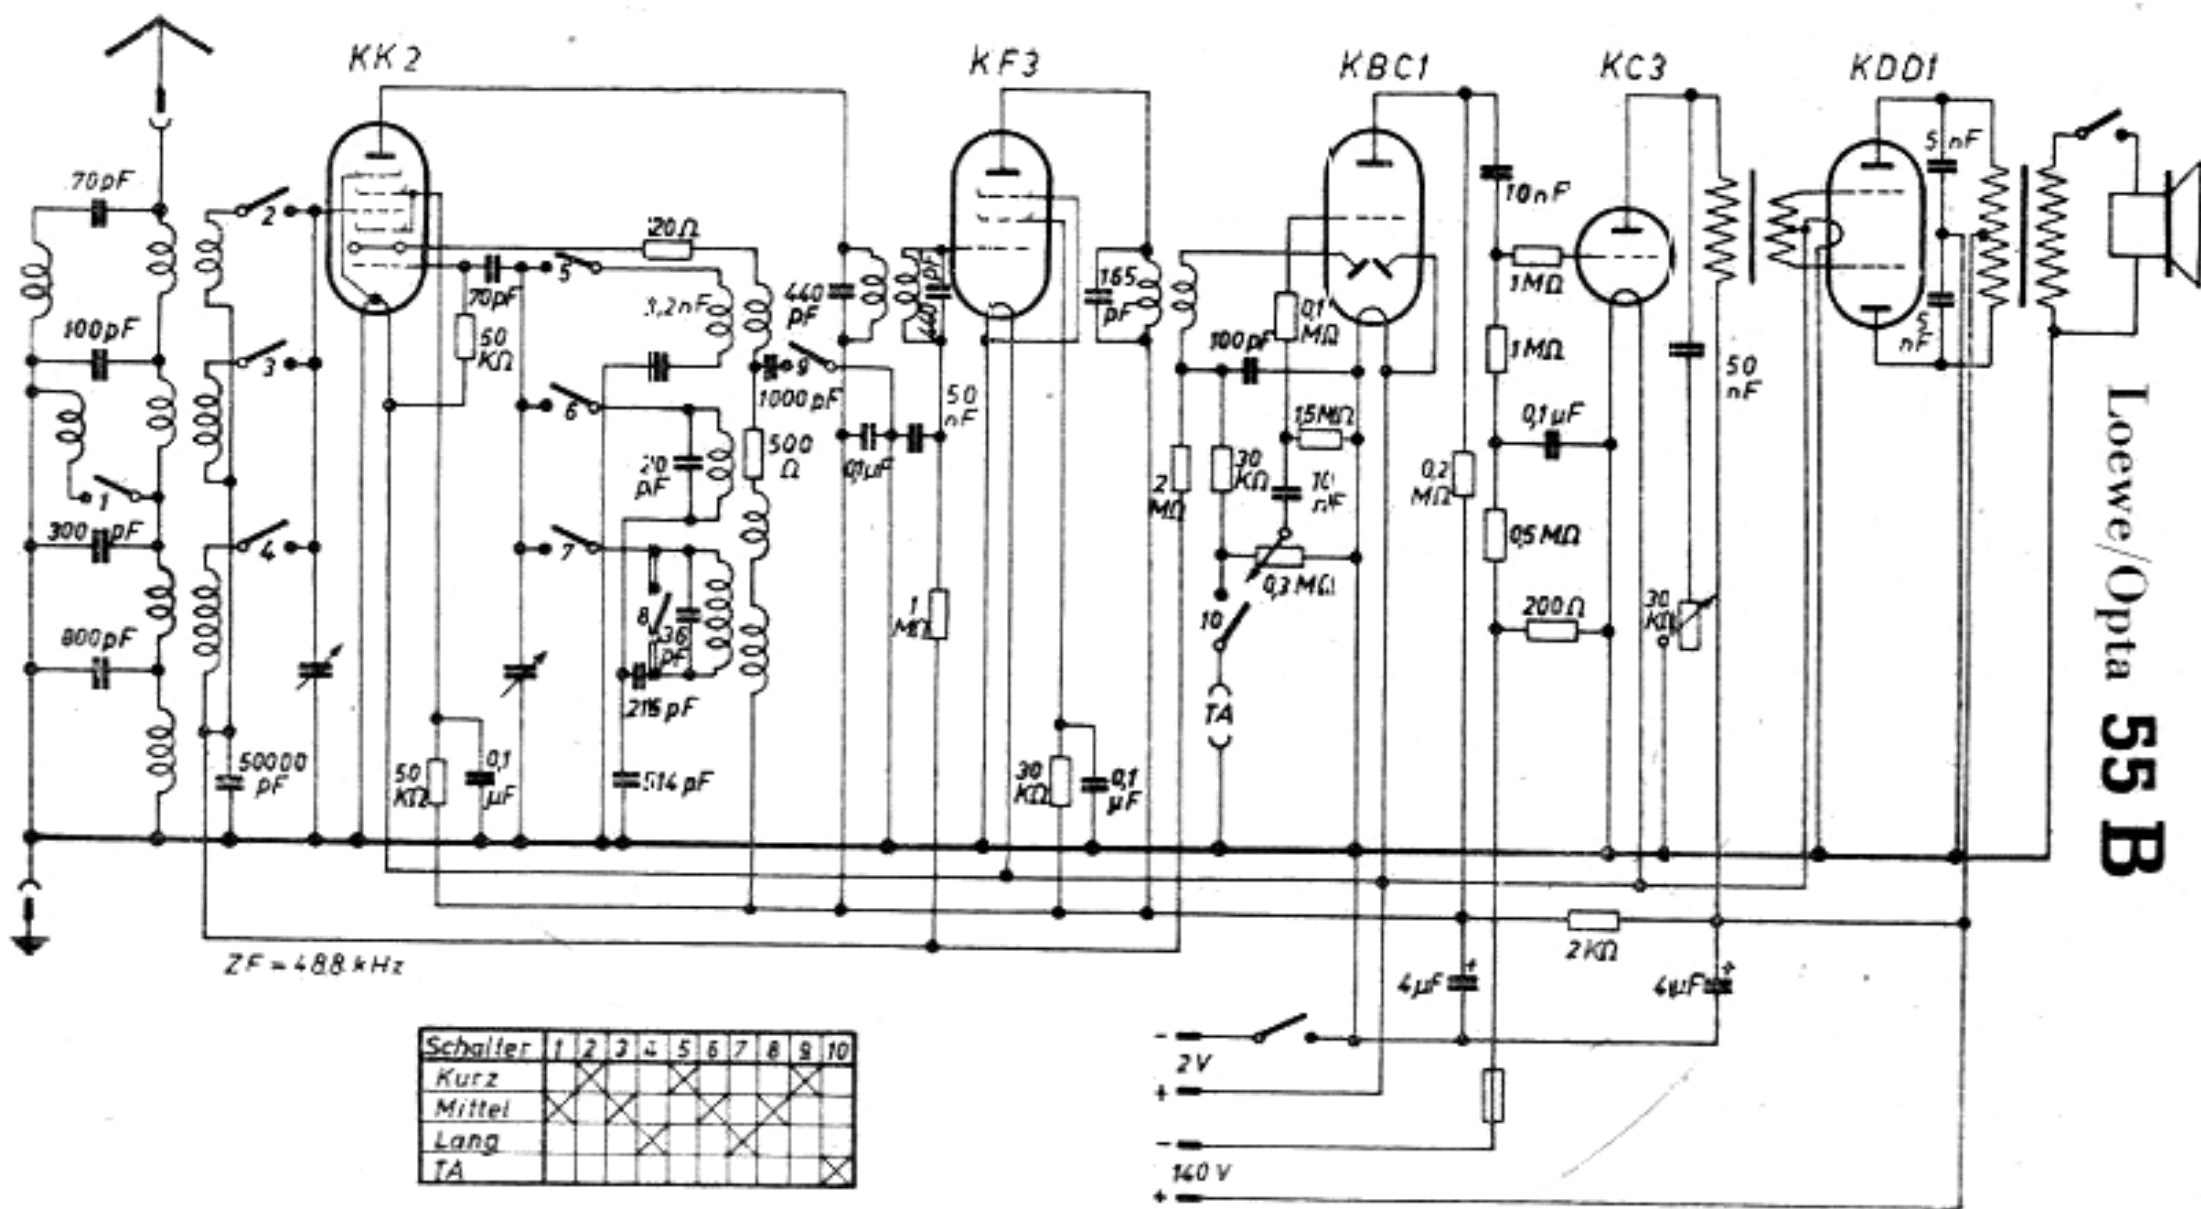 KK2
KF3
KBC1
KC3
KDD1
70pF
100pF
300pF
800pF
1
2
3
4
50000
pF
70pF
50
KΩ
50
KΩ
0,1
µF
5
6
7
8
9
20Ω
3,2nF
1000pF
500
Ω
20
pF
36
pF
215pF
514pF
440
pF
440pF
0,1µF
50
nF
1
MΩ
30
KΩ
0,1
µF
165
pF
2
MΩ
100pF
30
KΩ
0,1
MΩ
1,5MΩ
10
nF
0,3MΩ
10
TA
0,2
MΩ
10nF
1MΩ
1MΩ
0,1µF
0,5MΩ
200Ω
50
nF
30
KΩ
5nF
5
nF
2KΩ
4µF
+
4µF
+
-
2V
+
-
140V
+
ZF=488kHz
Schalter 1 2 3 4 5 6 7 8 9 10
Kurz
Mittel
Lang
TA
Loewe/Opta 55 B